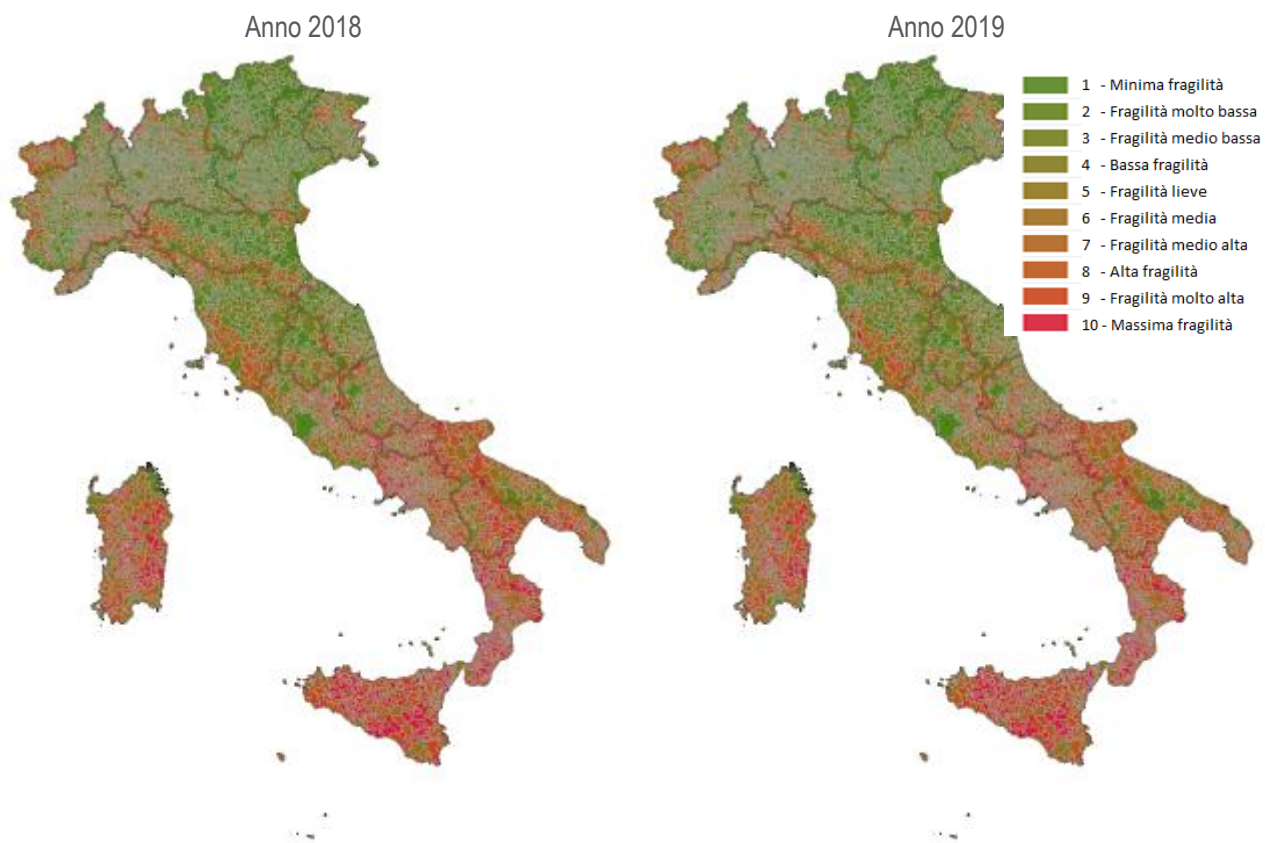 Anno 2018
Anno 2019
1 - Minima fragilità
2 - Fragilità molto bassa
3 - Fragilità medio bassa
4 - Bassa fragilità
5 - Fragilità lieve
6 - Fragilità media
7 - Fragilità medio alta
8 - Alta fragilità
9 - Fragilità molto alta
10 - Massima fragilità